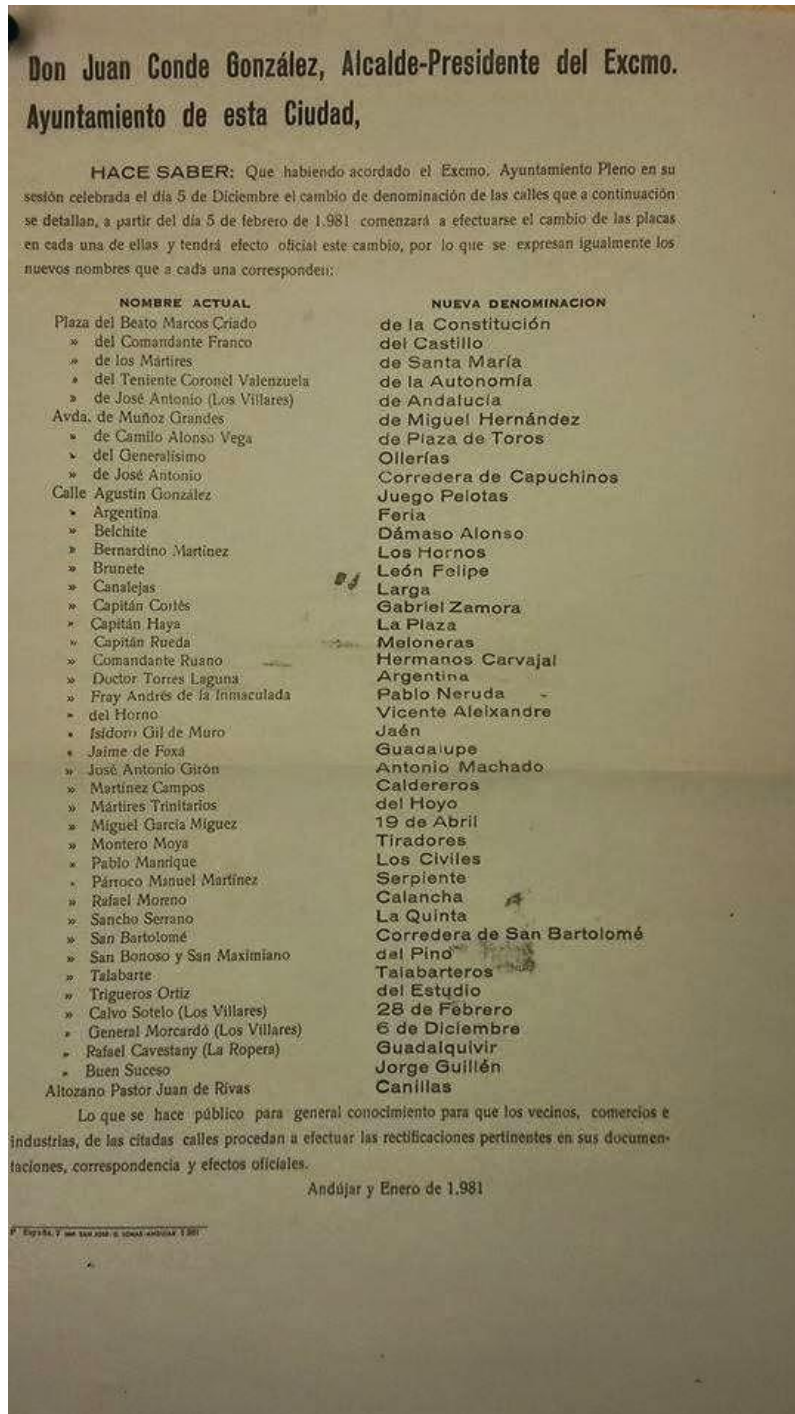 Don Juan Conde González, Alcalde-Presidente del Excmo.
Ayuntamiento de esta Ciudad,
HACE SABER: Que habiendo acordado el Excmo. Ayuntamiento Pleno en su
sesión celebrada el día 5 de Diciembre el cambio de denominación de las calles que a continuación
se detallan, a partir del día 5 de febrero de 1.981 comenzará a efectuarse el cambio de las placas
en cada una de ellas y tendrá efecto oficial este cambio, por lo que se expresan igualmente los
nuevos nombres que a cada una corresponden:
NOMBRE ACTUAL NUEVA DENOMINACION
Plaza del Beato Marcos Criado de la Constitución
» del Comandante Franco del Castillo
» de los Mártires de Santa María
» del Teniente Coronel Valenzuela de la Autonomía
» de José Antonio (Los Villares) de Andalucía
Avda. de Muñoz Grandes de Miguel Hernández
» de Camilo Alonso Vega de Plaza de Toros
» del Generalísimo Ollerías
» de José Antonio Corredera de Capuchinos
Calle Agustín González Juego Pelotas
» Argentina Feria
» Belchite Dámaso Alonso
» Bernardino Martínez Los Hornos
» Brunete León Felipe
» Canalejas Larga
» Capitán Cortés Gabriel Zamora
» Capitán Haya La Plaza
» Capitán Rueda Meloneras
» Comandante Ruano Hermanos Carvajal
» Doctor Torres Laguna Argentina
» Fray Andrés de la Inmaculada Pablo Neruda
» del Horno Vicente Aleixandre
» Isidoro Gil de Muro Jaén
» Jaime de Foxá Guadalupe
» José Antonio Girón Antonio Machado
» Martínez Campos Caldereros
» Mártires Trinitarios del Hoyo
» Miguel García Míguez 19 de Abril
» Montero Moya Tiradores
» Pablo Manrique Los Civiles
» Párroco Manuel Martínez Serpiente
» Rafael Moreno Calancha
» Sancho Serrano La Quinta
» San Bartolomé Corredera de San Bartolomé
» San Bonoso y San Maximiano del Pino
» Talabarte Talabarteros
» Trigueros Ortiz del Estudio
» Calvo Sotelo (Los Villares) 28 de Febrero
» General Morcardó (Los Villares) 6 de Diciembre
» Rafael Cavestany (La Ropera) Guadalquivir
» Buen Suceso Jorge Guillén
Altozano Pastor Juan de Rivas Canillas
Lo que se hace público para general conocimiento para que los vecinos, comercios e
industrias, de las citadas calles procedan a efectuar las rectificaciones pertinentes en sus documen-
taciones, correspondencia y efectos oficiales.
Andújar y Enero de 1.981
P España, 7 IMP. SAN JOSE. ANDUJAR 1.981